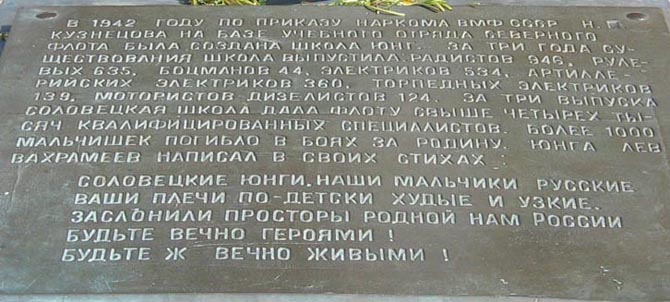 В 1942 ГОДУ ПО ПРИКАЗУ НАРКОМА ВМФ СССР Н.
КУЗНЕЦОВА НА БАЗЕ УЧЕБНОГО ОТРЯДА СЕВЕРНОГО
ФЛОТА БЫЛА СОЗДАНА ШКОЛА ЮНГ. ЗА ТРИ ГОДА СУ-
ЩЕСТВОВАНИЯ ШКОЛА ВЫПУСТИЛА: РАДИСТОВ 946, РУЛЕ-
ВЫХ 635, БОЦМАНОВ 44, ЭЛЕКТРИКОВ 534, АРТИЛЛЕ-
РИЙСКИХ ЭЛЕКТРИКОВ 360, ТОРПЕДНЫХ ЭЛЕКТРИКОВ
139, МОТОРИСТОВ-ДИЗЕЛИСТОВ 124. ЗА ТРИ ВЫПУСКА
СОЛОВЕЦКАЯ ШКОЛА ДАЛА ФЛОТУ СВЫШЕ ЧЕТЫРЕХ ТЫ-
СЯЧ КВАЛИФИЦИРОВАННЫХ СПЕЦИАЛИСТОВ. БОЛЕЕ 1000
МАЛЬЧИШЕК ПОГИБЛО В БОЯХ ЗА РОДИНУ. ЮНГА ЛЕВ
ВАХРАМЕЕВ НАПИСАЛ В СВОИХ СТИХАХ:
СОЛОВЕЦКИЕ ЮНГИ, НАШИ МАЛЬЧИКИ РУССКИЕ
ВАШИ ПЛЕЧИ ПО-ДЕТСКИ ХУДЫЕ И УЗКИЕ.
ЗАСЛОНИЛИ ПРОСТОРЫ РОДНОЙ НАМ РОССИИ
БУДЬТЕ ВЕЧНО ГЕРОЯМИ!
БУДЬТЕ Ж ВЕЧНО ЖИВЫМИ!